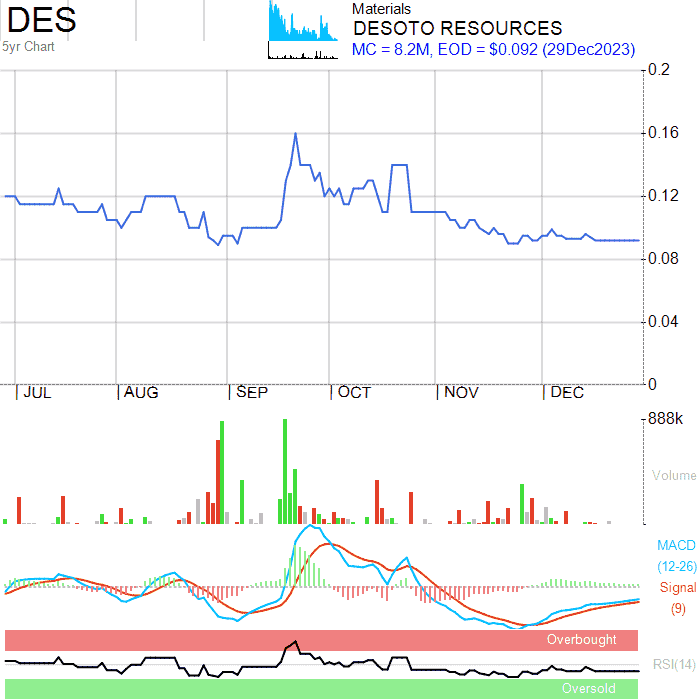 DES
5yr Chart
Materials
DESOTO RESOURCES
MC = 8.2M, EOD = $0.092 (29Dec2023)
0.2
0.16
0.12
0.08
0.04
0
JUL AUG SEP OCT NOV DEC
888k
Volume
MACD
(12-26)
Signal
(9)
Overbought
RSI(14)
Oversold